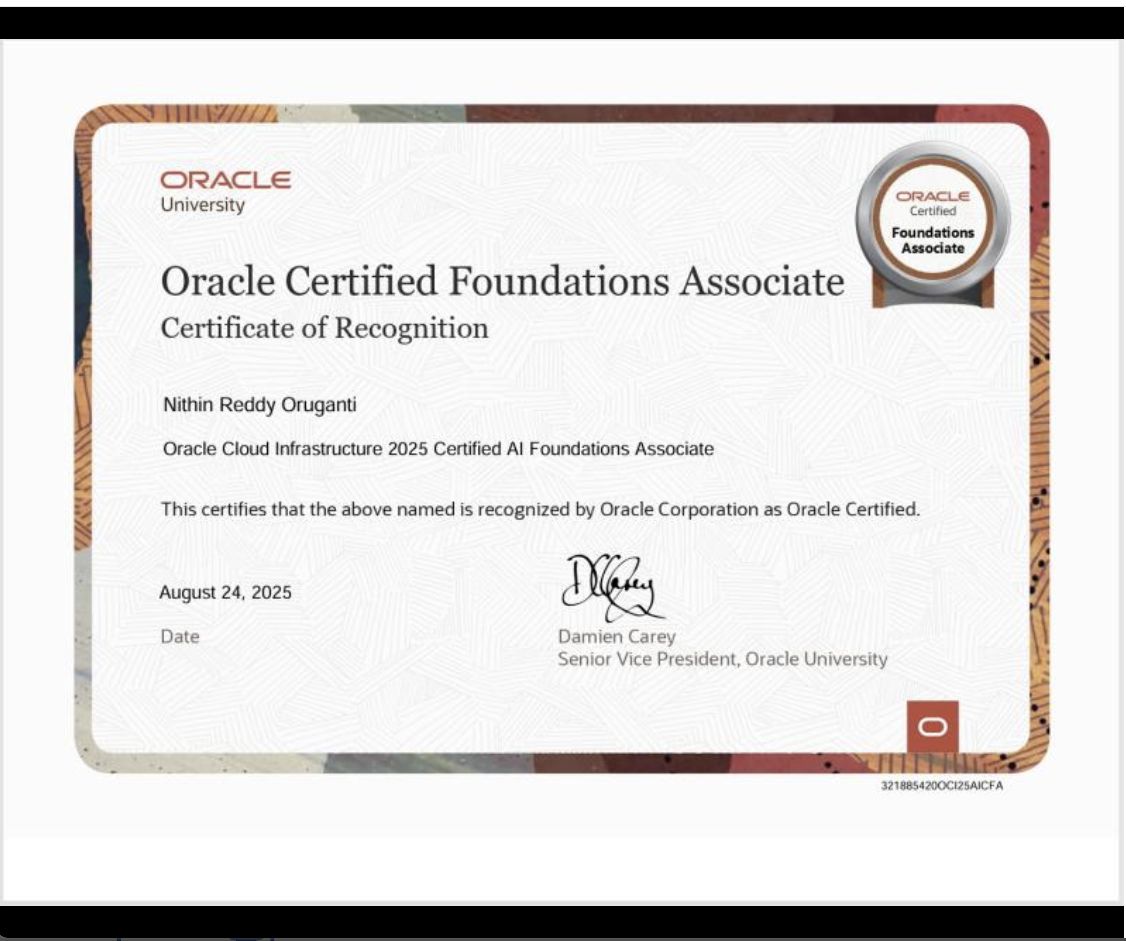 ORACLE
University
ORACLE
Certified
Foundations
Associate
Oracle Certified Foundations Associate
Certificate of Recognition
Nithin Reddy Oruganti
Oracle Cloud Infrastructure 2025 Certified AI Foundations Associate
This certifies that the above named is recognized by Oracle Corporation as Oracle Certified.
DCarey
August 24, 2025
Date
Damien Carey
Senior Vice President, Oracle University
321885420OCI25AICFA